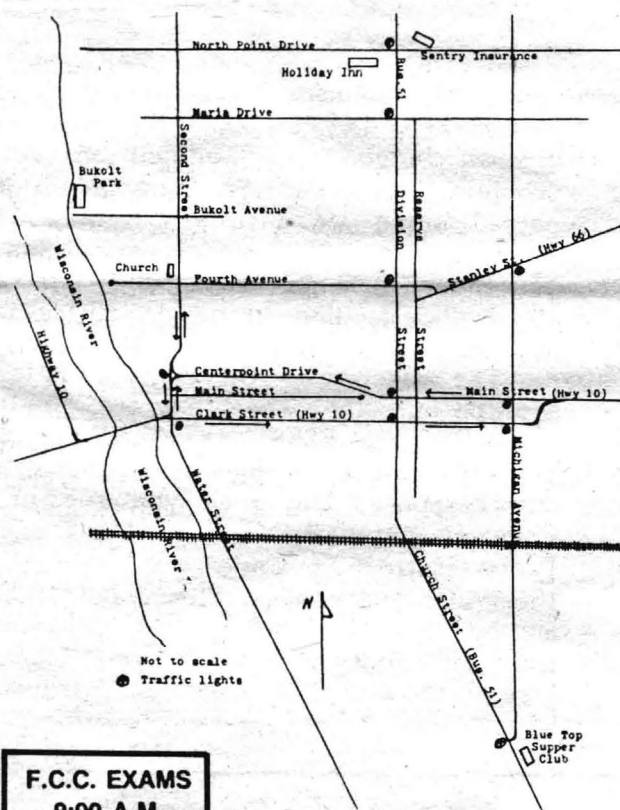 North Point Drive
Sentry Insurance
Holiday Inn
Bus. 51
Maria Drive
Second Street
Bukolt
Park
Bukolt Avenue
Division
Reserve
Stanley St. (Hwy 66)
Church
Fourth Avenue
Wisconsin River
Highway 10
Street
Street
Centerpoint Drive
Main Street
Main Street (Hwy 10)
Clark Street (Hwy 10)
Michigan Avenue
Wisconsin River
Water Street
Church Street (Bus. 51)
N
Not to scale
Traffic lights
Blue Top
Supper
Club
F.C.C. EXAMS
9:00 A.M.